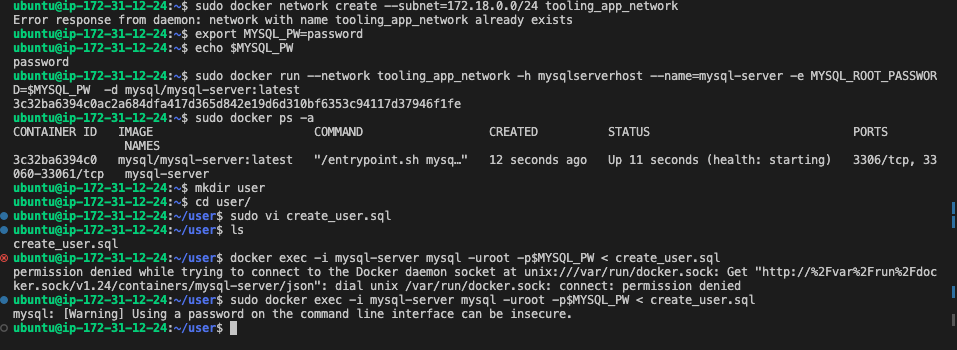 ubuntu@ip-172-31-12-24:~$ sudo docker network create --subnet=172.18.0.0/24 tooling_app_network
Error response from daemon: network with name tooling_app_network already exists
ubuntu@ip-172-31-12-24:~$ export MYSQL_PW=password
ubuntu@ip-172-31-12-24:~$ echo $MYSQL_PW
password
ubuntu@ip-172-31-12-24:~$ sudo docker run --network tooling_app_network -h mysqlserverhost --name=mysql-server -e MYSQL_ROOT_PASSWOR
D=$MYSQL_PW  -d mysql/mysql-server:latest
3c32ba6394c0ac2a684dfa417d365d842e19d6d310bf6353c94117d37946f1fe
ubuntu@ip-172-31-12-24:~$ sudo docker ps -a
CONTAINER ID   IMAGE                       COMMAND                  CREATED          STATUS                             PORTS
                NAMES
3c32ba6394c0   mysql/mysql-server:latest   "/entrypoint.sh mysq…"   12 seconds ago   Up 11 seconds (health: starting)   3306/tcp, 33
060-33061/tcp   mysql-server
ubuntu@ip-172-31-12-24:~$ mkdir user
ubuntu@ip-172-31-12-24:~$ cd user/
ubuntu@ip-172-31-12-24:~/user$ sudo vi create_user.sql
ubuntu@ip-172-31-12-24:~/user$ ls
create_user.sql
ubuntu@ip-172-31-12-24:~/user$ docker exec -i mysql-server mysql -uroot -p$MYSQL_PW < create_user.sql
permission denied while trying to connect to the Docker daemon socket at unix:///var/run/docker.sock: Get "http://%2Fvar%2Frun%2Fdoc
ker.sock/v1.24/containers/mysql-server/json": dial unix /var/run/docker.sock: connect: permission denied
ubuntu@ip-172-31-12-24:~/user$ sudo docker exec -i mysql-server mysql -uroot -p$MYSQL_PW < create_user.sql
mysql: [Warning] Using a password on the command line interface can be insecure.
ubuntu@ip-172-31-12-24:~/user$